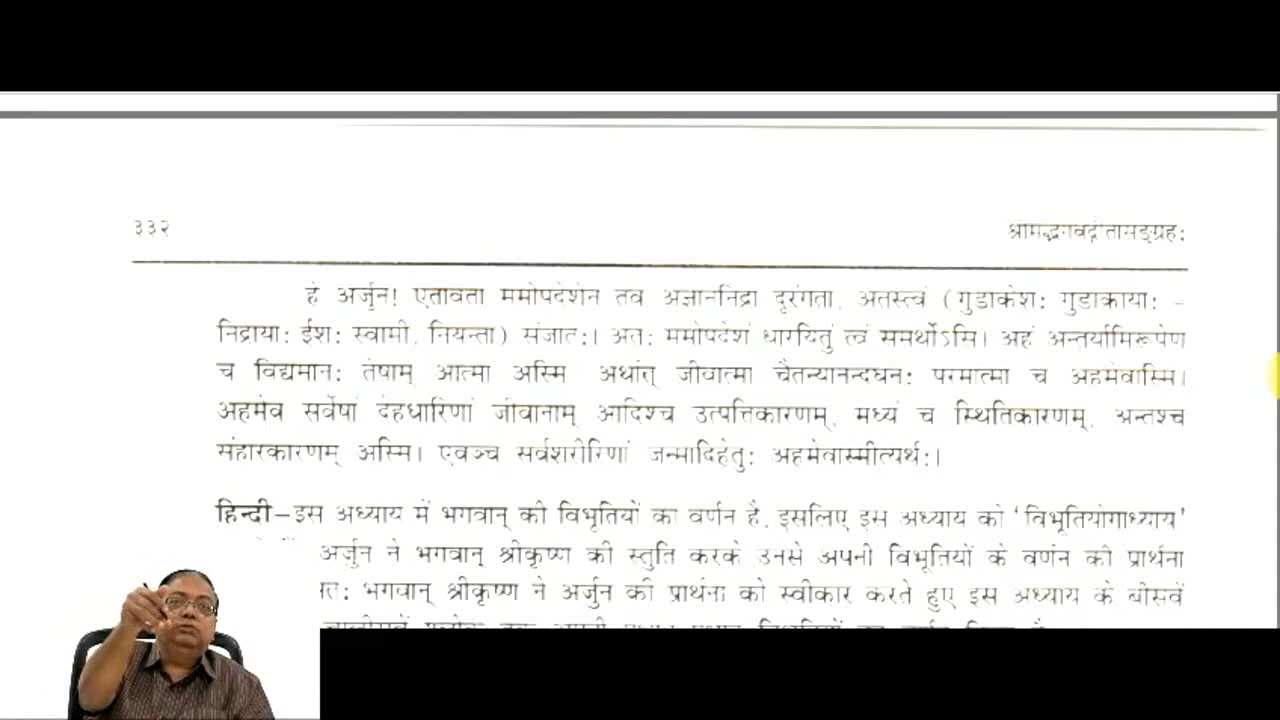 ३३२ श्रीमद्भगवद्गीतासङ्ग्रह:
हे अर्जुन! एतावता ममोपदेशेन तव अज्ञाननिद्रा दूरंगता, अतस्त्वं (गुडाकेश: गुडाकाया: -
निद्राया: ईश: स्वामी, नियन्ता) संजात:। अत: ममोपदेशं धारयितुं त्वं समर्थोऽसि। अहं अन्तर्यामिरूपेण
च विद्यमान: तेषाम् आत्मा अस्मि अर्थात् जीवात्मा चैतन्यानन्दघन: परमात्मा च अहमेवास्मि।
अहमेव सर्वेषां देहधारिणां जीवानाम् आदिश्च उत्पत्तिकारणम्, मध्यं च स्थितिकारणम्, अन्तश्च
संहारकारणम् अस्मि। एवञ्च सर्वशरीरिणां जन्मादिहेतु: अहमेवास्मीत्यर्थ:।
हिन्दी–इस अध्याय में भगवान् की विभूतियों का वर्णन है, इसलिए इस अध्याय को 'विभूतियोगाध्याय'
अर्जुन ने भगवान् श्रीकृष्ण की स्तुति करके उनसे अपनी विभूतियों के वर्णन की प्रार्थना
त: भगवान् श्रीकृष्ण ने अर्जुन की प्रार्थना को स्वीकार करते हुए इस अध्याय के बीसवें